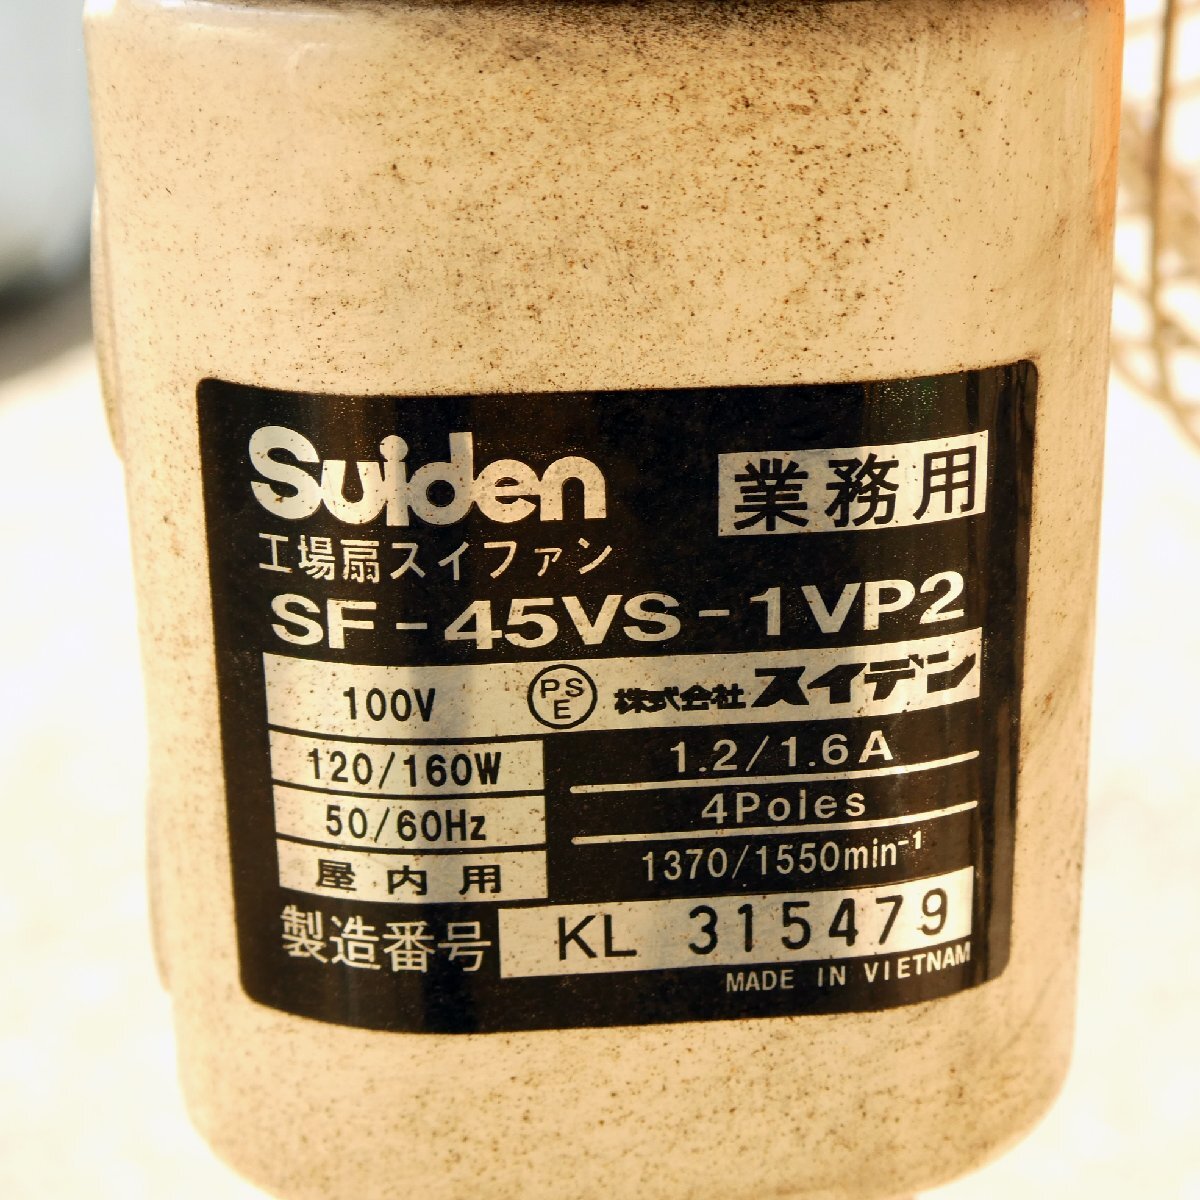 Suiden
業務用
工場扇スイファン
SF-45VS-1VP2
100V PSE 株式会社スイデン
120/160W 1.2/1.6A
50/60Hz 4Poles
屋内用 1370/1550min⁻¹
製造番号 KL 315479
MADE IN VIETNAM